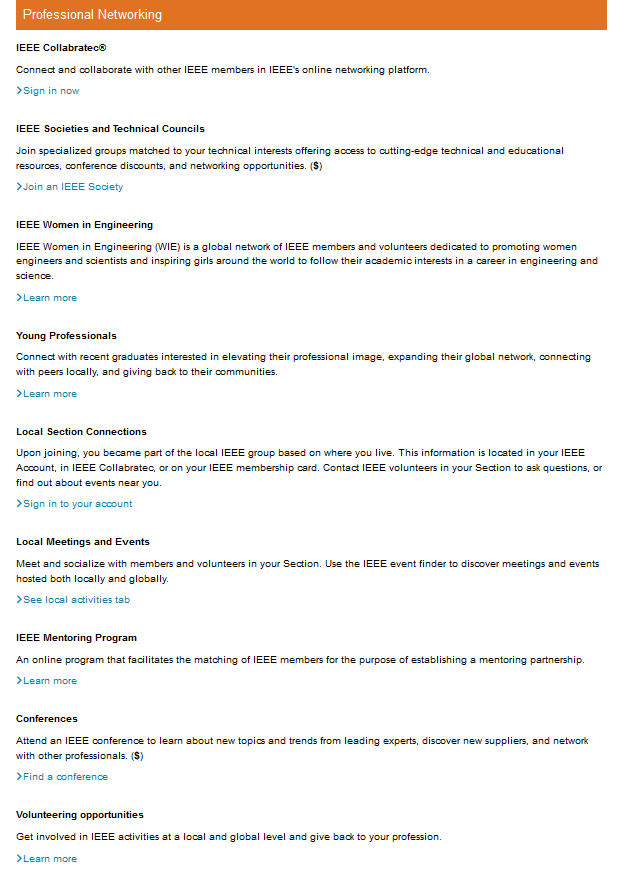 Professional Networking
IEEE Collabratec®
Connect and collaborate with other IEEE members in IEEE's online networking platform.
Sign in now
IEEE Societies and Technical Councils
Join specialized groups matched to your technical interests offering access to cutting-edge technical and educational
resources, conference discounts, and networking opportunities. ($)
Join an IEEE Society
IEEE Women in Engineering
IEEE Women in Engineering (WIE) is a global network of IEEE members and volunteers dedicated to promoting women
engineers and scientists and inspiring girls around the world to follow their academic interests in a career in engineering and
science.
Learn more
Young Professionals
Connect with recent graduates interested in elevating their professional image, expanding their global network, connecting
with peers locally, and giving back to their communities.
Learn more
Local Section Connections
Upon joining, you became part of the local IEEE group based on where you live. This information is located in your IEEE
Account, in IEEE Collabratec, or on your IEEE membership card. Contact IEEE volunteers in your Section to ask questions, or
find out about events near you.
Sign in to your account
Local Meetings and Events
Meet and socialize with members and volunteers in your Section. Use the IEEE event finder to discover meetings and events
hosted both locally and globally.
See local activities tab
IEEE Mentoring Program
An online program that facilitates the matching of IEEE members for the purpose of establishing a mentoring partnership.
Learn more
Conferences
Attend an IEEE conference to learn about new topics and trends from leading experts, discover new suppliers, and network
with other professionals. ($)
Find a conference
Volunteering opportunities
Get involved in IEEE activities at a local and global level and give back to your profession.
Learn more